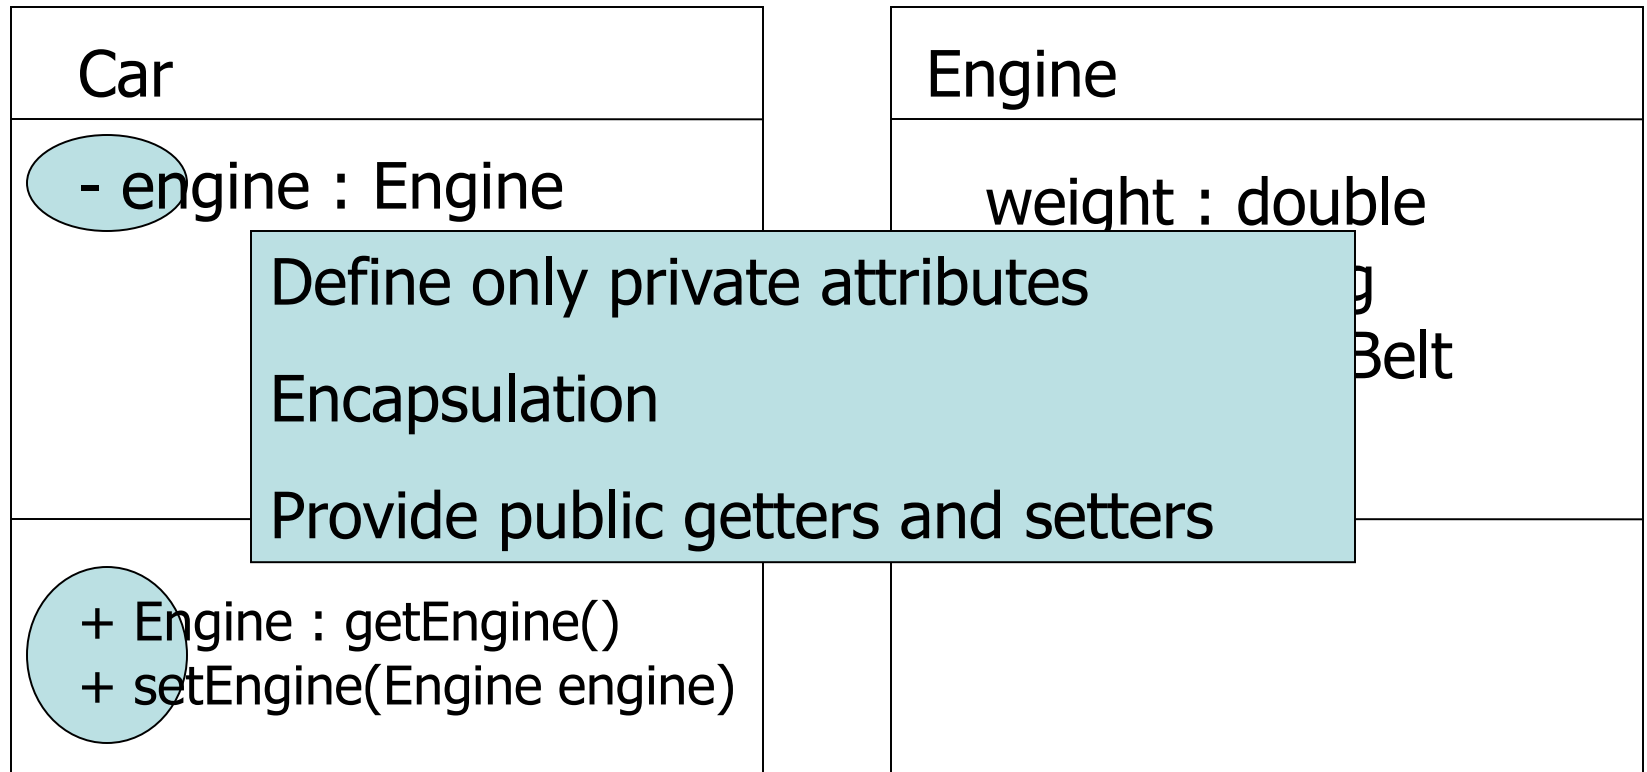 Car
- engine : Engine
+ Engine : getEngine()
+ setEngine(Engine engine)
Engine
weight : double
Belt
Define only private attributes
Encapsulation
Provide public getters and setters